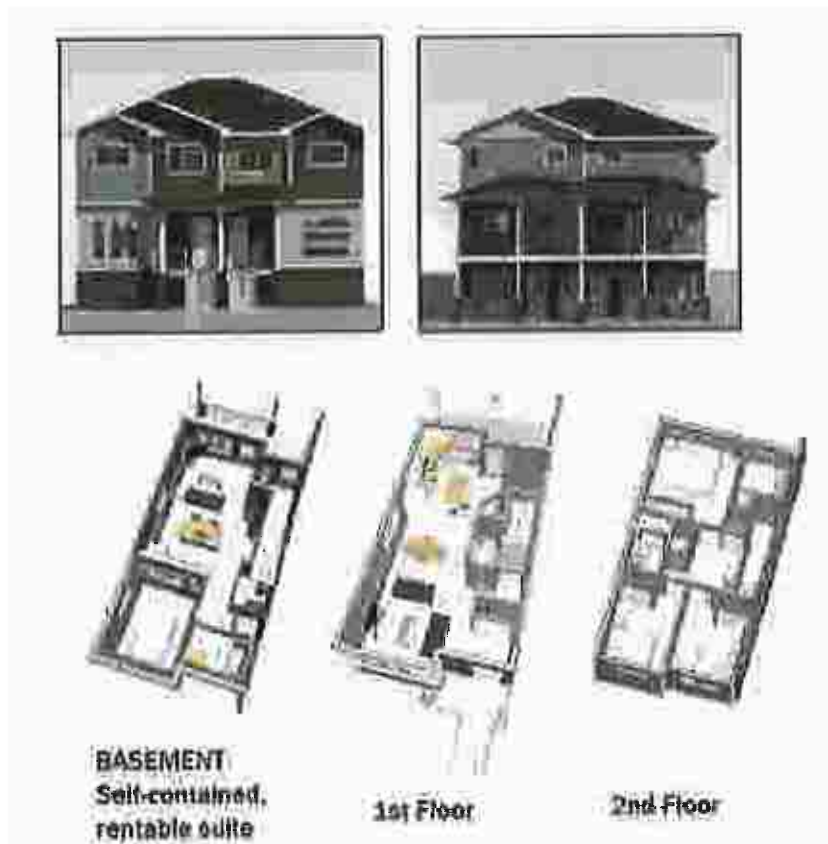 BASEMENT
Self-contained,
rentable suite
1st Floor
2nd Floor